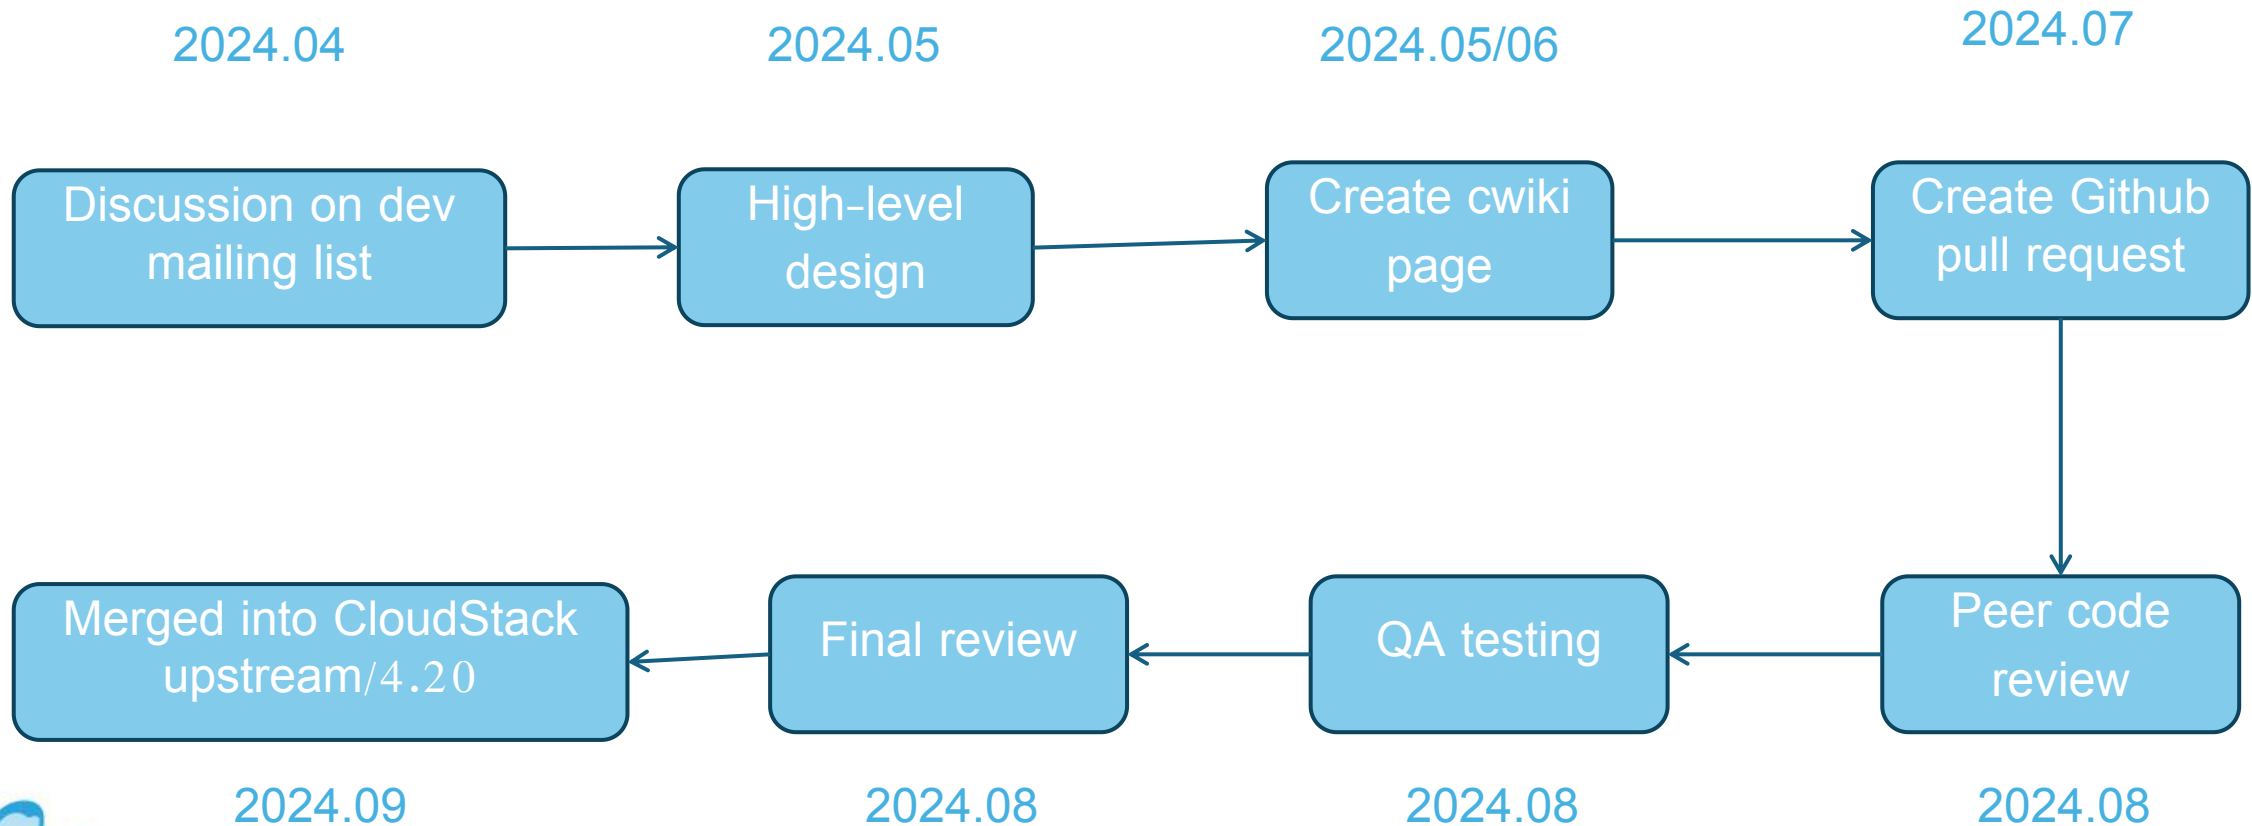 2024.04
2024.05
2024.05/06
2024.07
Discussion on dev
mailing list
High-level
design
Create cwiki
page
Create Github
pull request
Merged into CloudStack
upstream/4.20
Final review
QA testing
Peer code
review
2024.09
2024.08
2024.08
2024.08